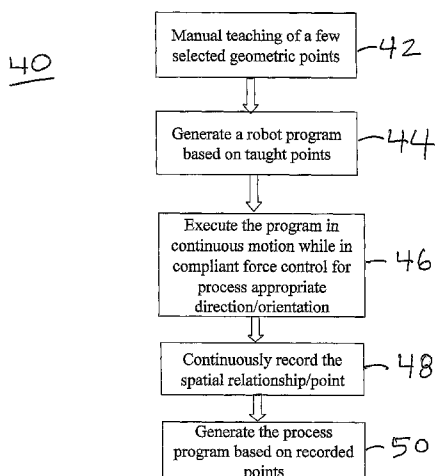 40
Manual teaching of a few
selected geometric points
42
Generate a robot program
based on taught points
44
Execute the program in
continuous motion while in
compliant force control for
process appropriate
direction/orientation
46
Continuously record the
spatial relationship/point
48
Generate the process
program based on recorded
points
50